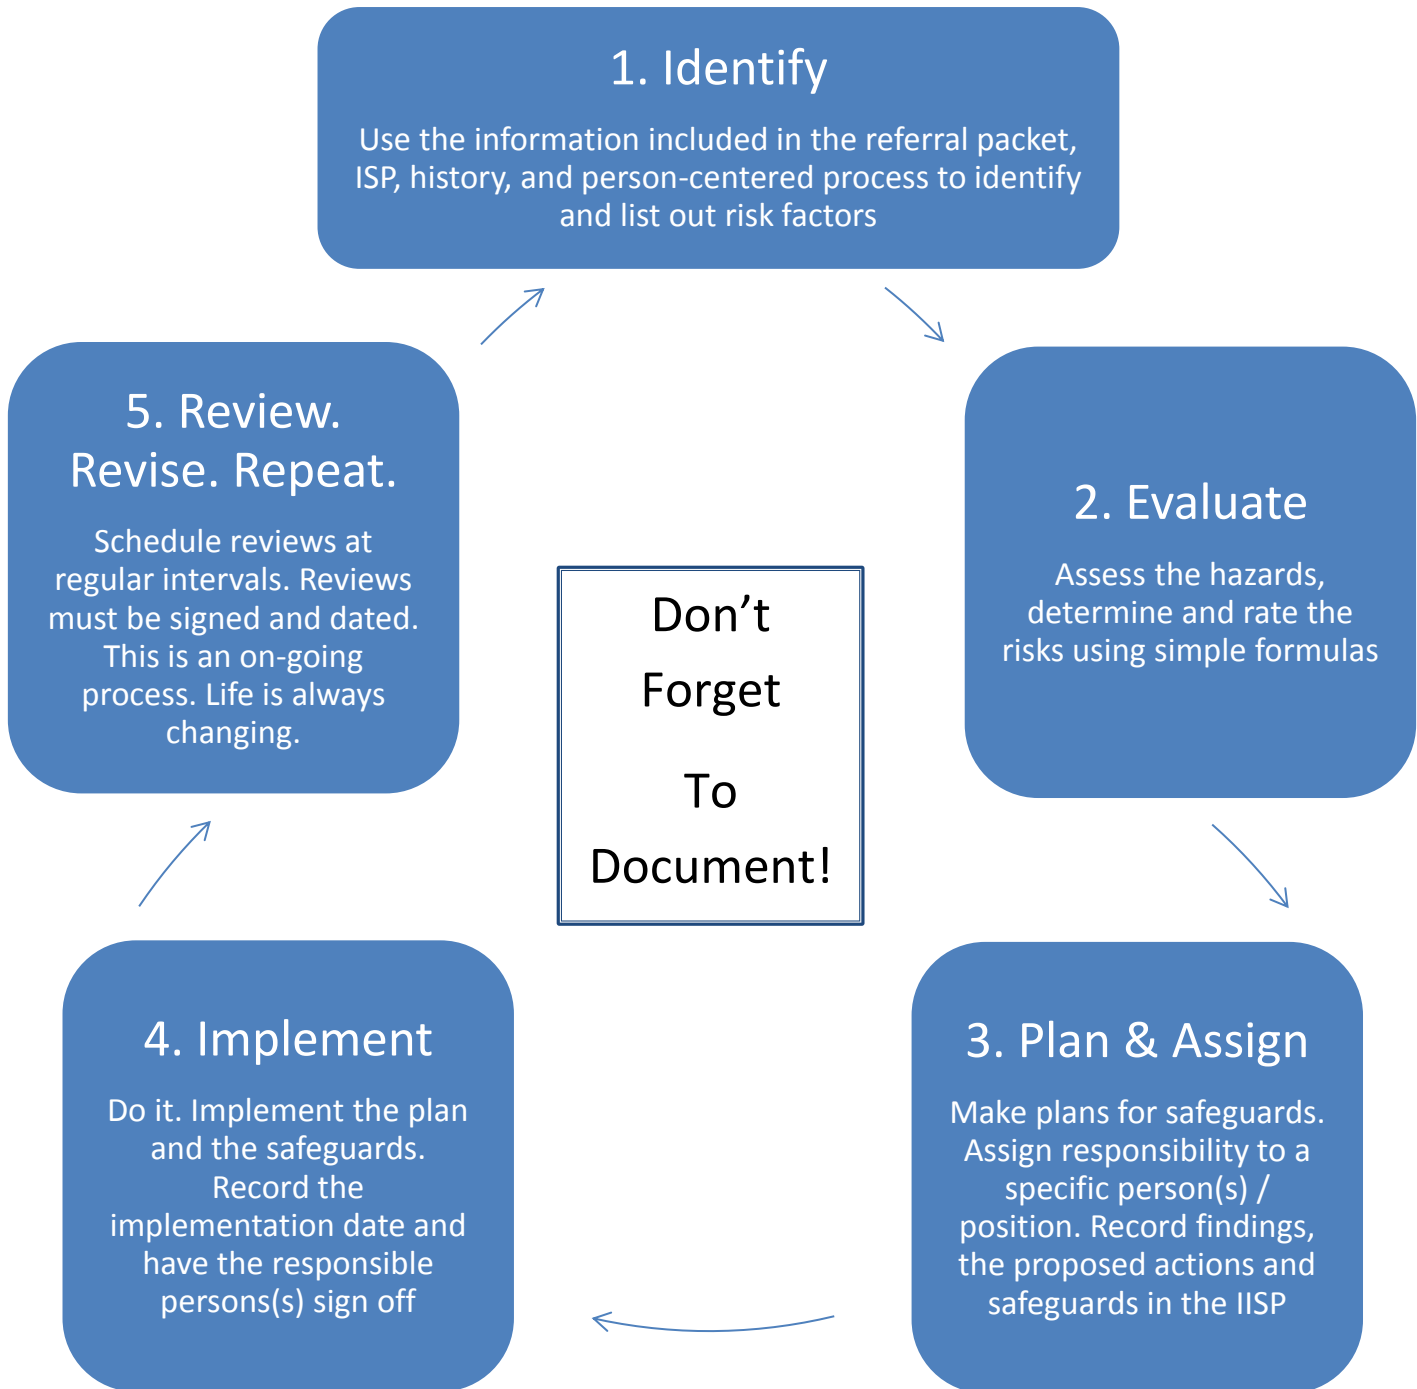 1. Identify
Use the information included in the referral packet,
ISP, history, and person-centered process to identify
and list out risk factors
2. Evaluate
Assess the hazards,
determine and rate the
risks using simple formulas
3. Plan & Assign
Make plans for safeguards.
Assign responsibility to a
specific person(s) /
position. Record findings,
the proposed actions and
safeguards in the IISP
4. Implement
Do it. Implement the plan
and the safeguards.
Record the
implementation date and
have the responsible
persons(s) sign off
5. Review.
Revise. Repeat.
Schedule reviews at
regular intervals. Reviews
must be signed and dated.
This is an on-going
process. Life is always
changing.
Don’t
Forget
To
Document!